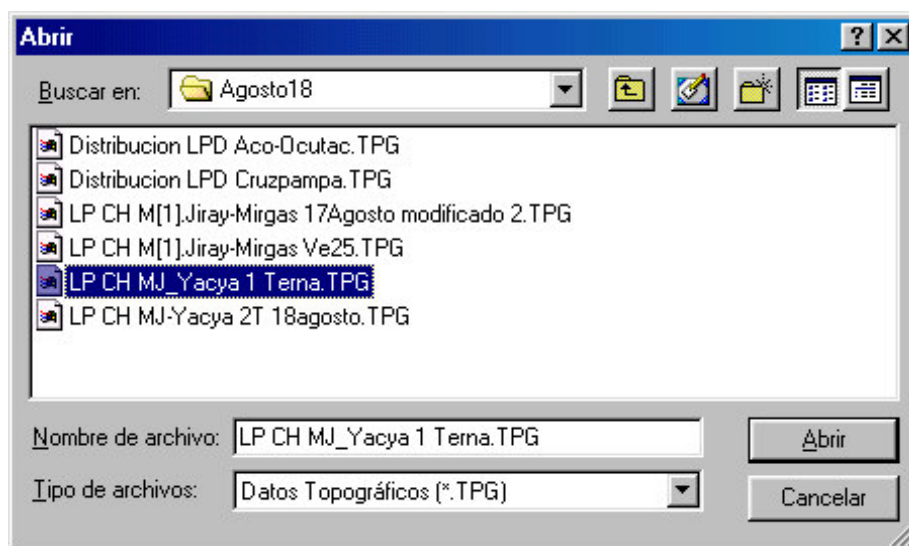 Abrir
Buscar en: Agosto18
Distribucion LPD Aco-Ocutac.TPG
Distribucion LPD Cruzpampa.TPG
LP CH M[1].Jiray-Mirgas 17Agosto modificado 2.TPG
LP CH M[1].Jiray-Mirgas Ve25.TPG
LP CH MJ_Yacya 1 Terna.TPG
LP CH MJ-Yacya 2T 18agosto.TPG
Nombre de archivo: LP CH MJ_Yacya 1 Terna.TPG Abrir
Tipo de archivos: Datos Topográficos (*.TPG) Cancelar